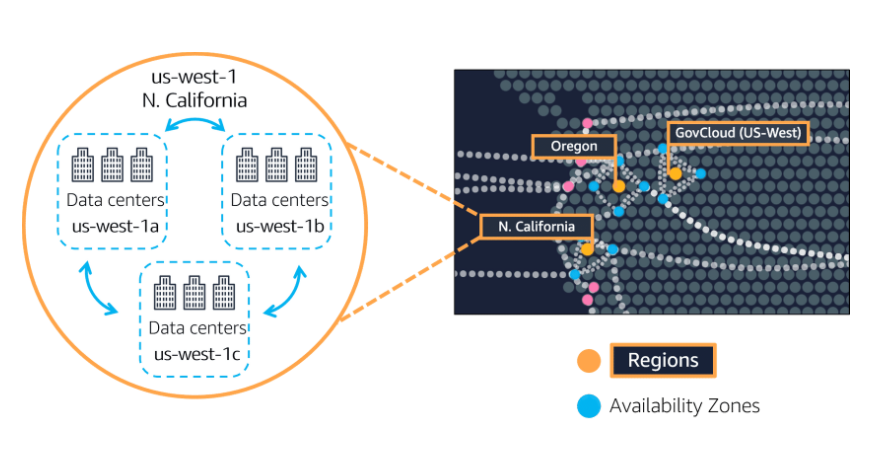 us-west-1
N. California
Data centers
us-west-1a
Data centers
us-west-1b
Data centers
us-west-1c
Oregon
GovCloud (US-West)
N. California
Regions
Availability Zones